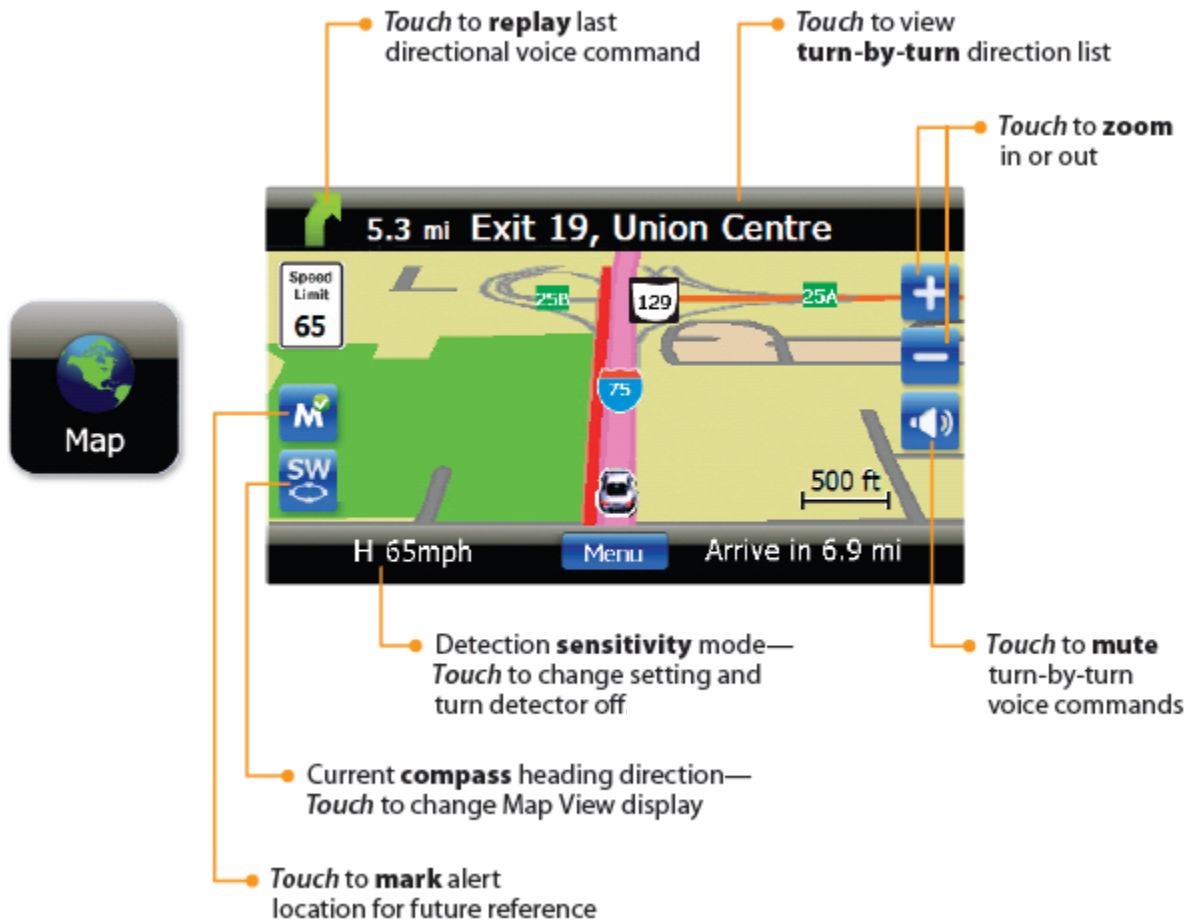 Touch to replay last
directional voice command
Touch to view
turn-by-turn direction list
Touch to zoom
in or out
5.3 mi Exit 19, Union Centre
Speed
Limit
65
25B
129
25A
75
M
SW
500 ft
Map
H 65mph
Menu
Arrive in 6.9 mi
Detection sensitivity mode—
Touch to change setting and
turn detector off
Touch to mute
turn-by-turn
voice commands
Current compass heading direction—
Touch to change Map View display
Touch to mark alert
location for future reference